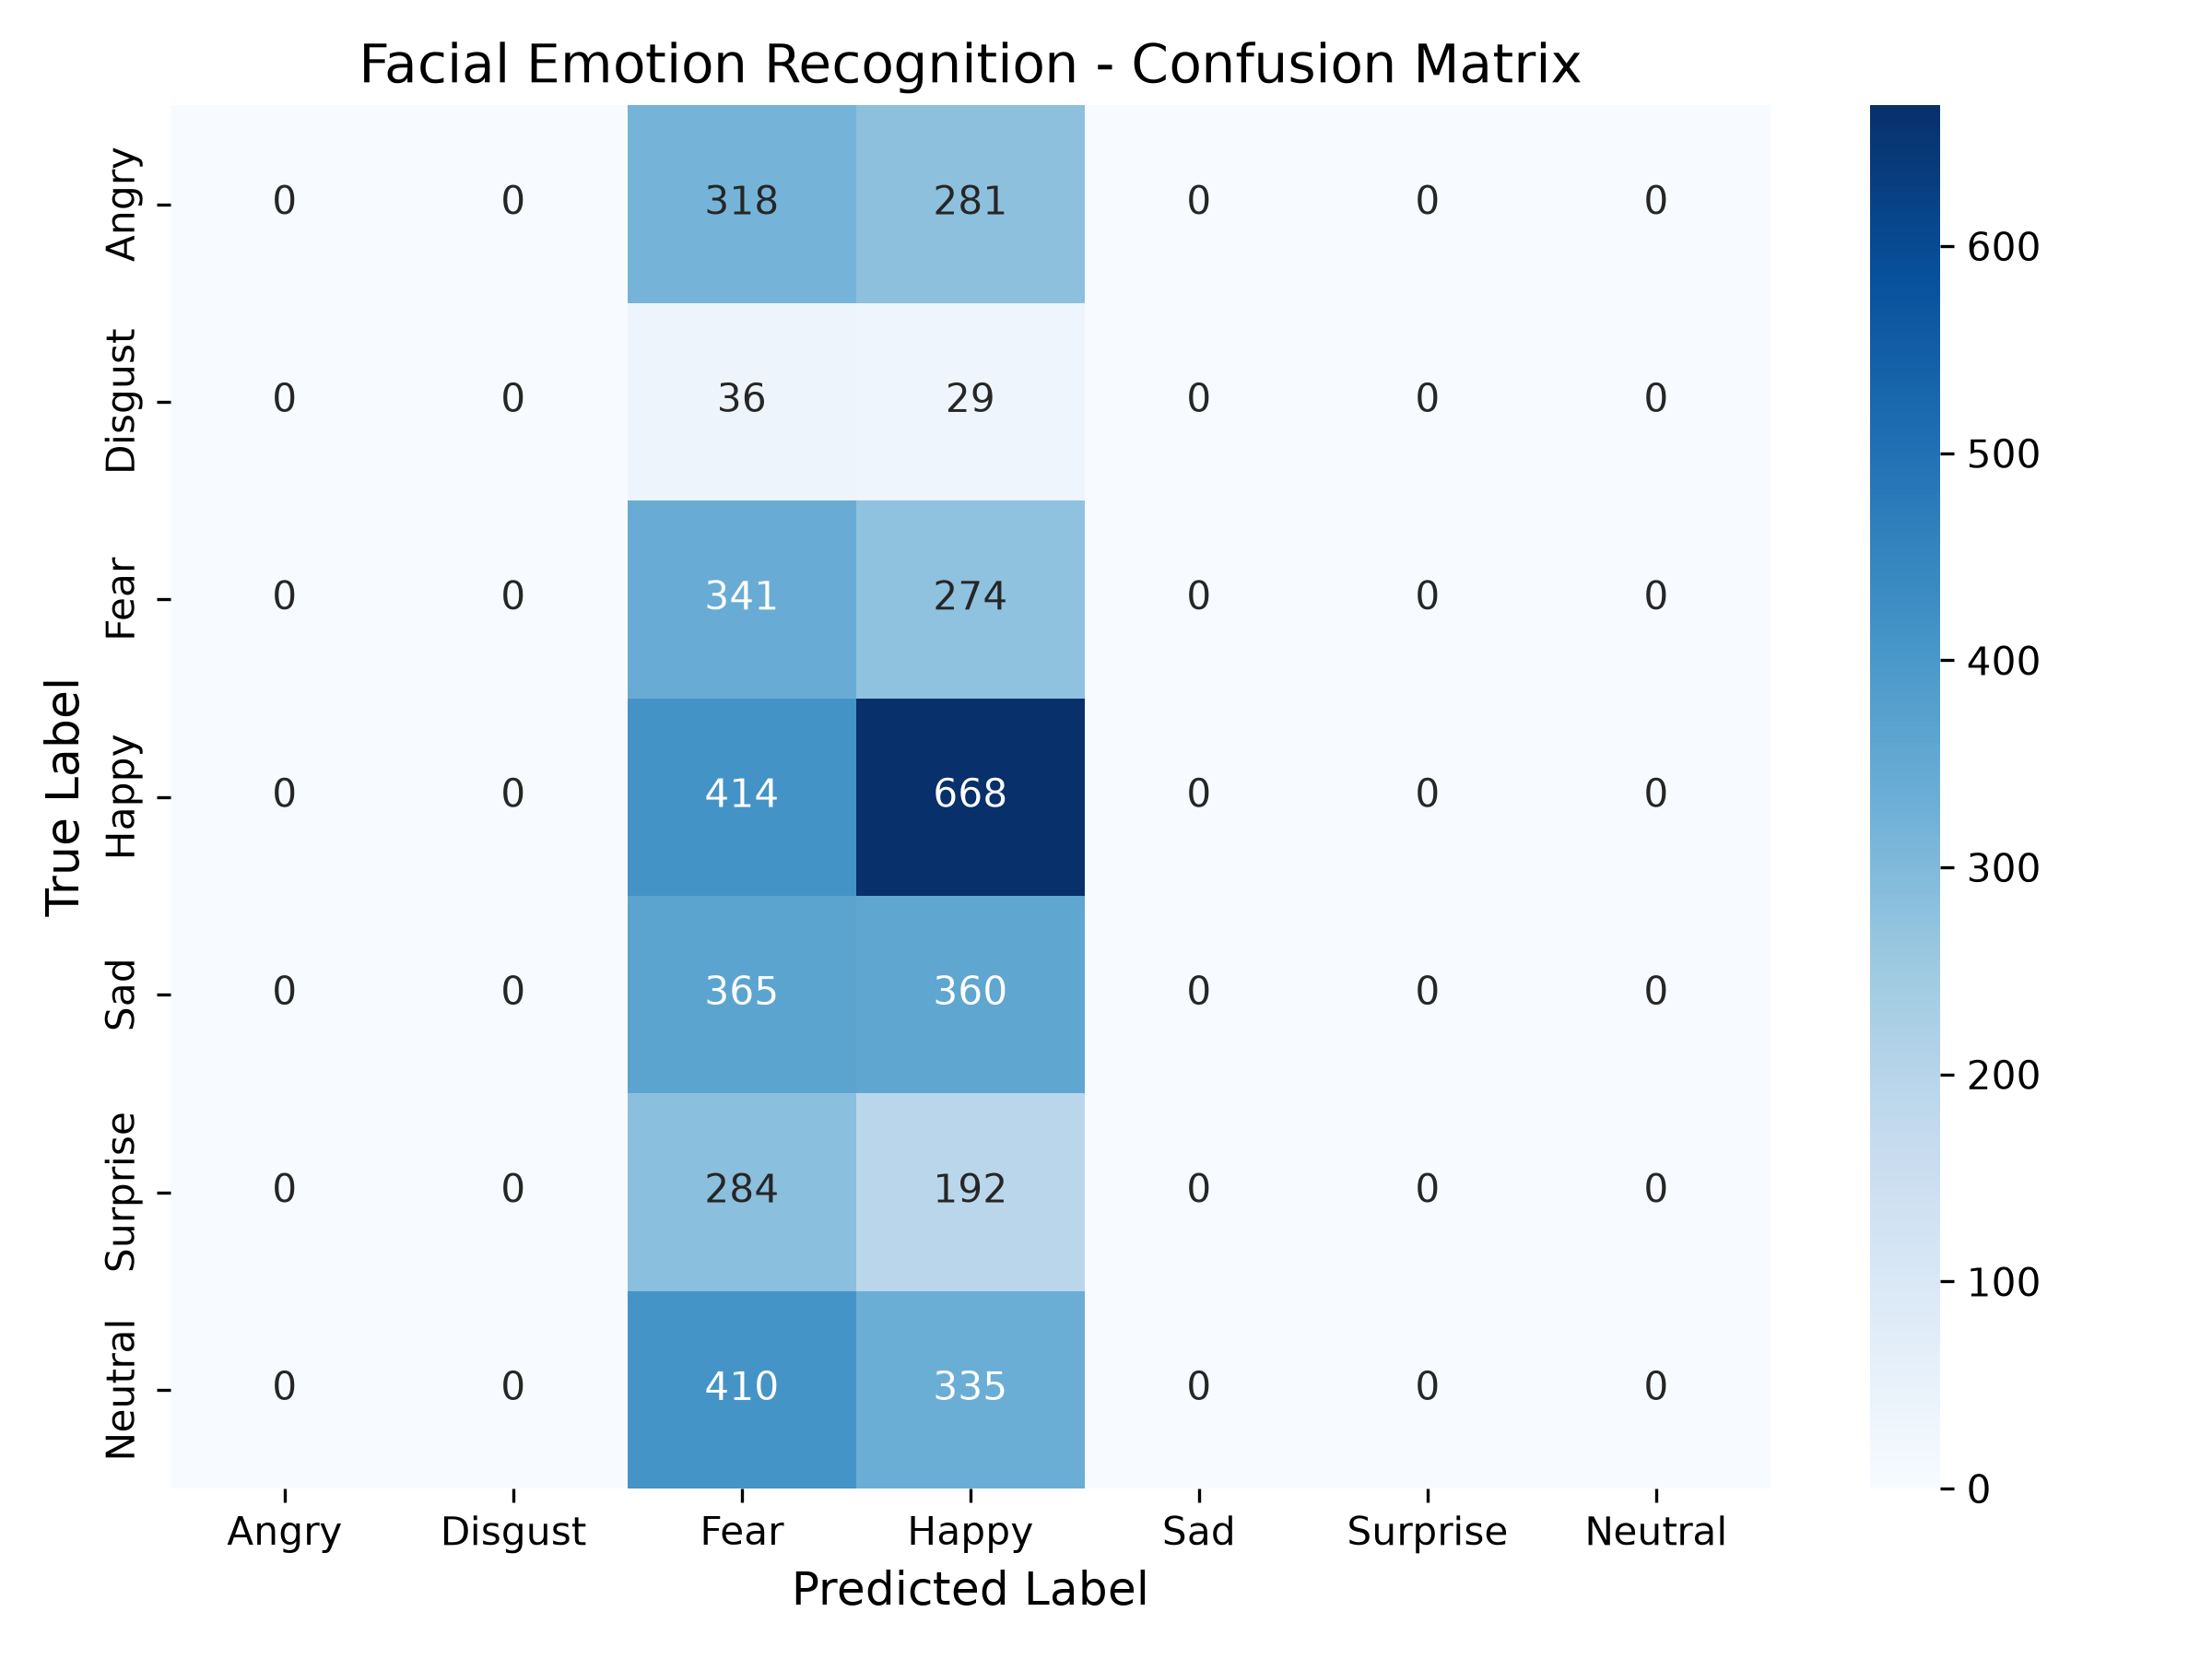 Facial Emotion Recognition - Confusion Matrix
Angry 0 0 318 281 0 0 0
Disgust 0 0 36 29 0 0 0
Fear 0 0 341 274 0 0 0
Happy 0 0 414 668 0 0 0
Sad 0 0 365 360 0 0 0
Surprise 0 0 284 192 0 0 0
Neutral 0 0 410 335 0 0 0
True Label
Angry Disgust Fear Happy Sad Surprise Neutral
Predicted Label
600
500
400
300
200
100
0